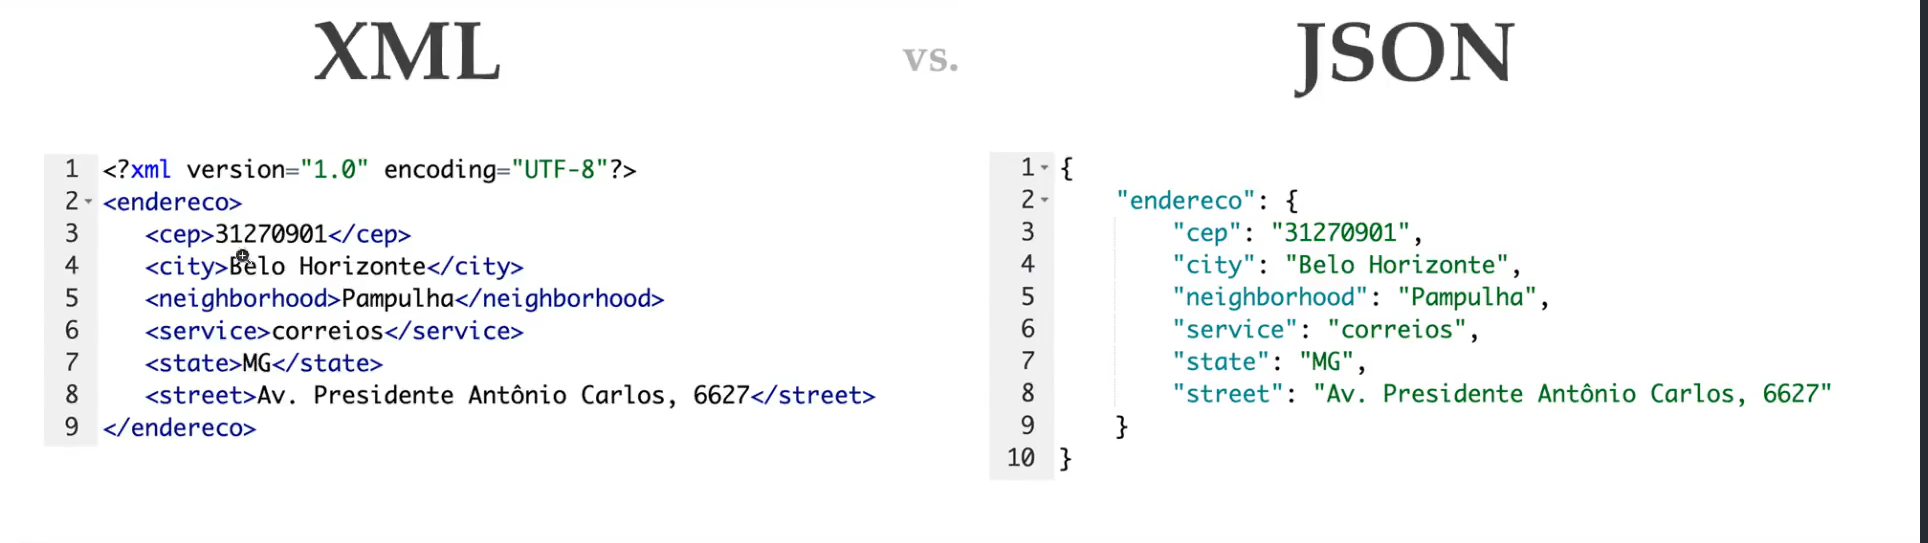 XML
vs.
JSON
1 <?xml version="1.0" encoding="UTF-8"?>
2 <endereco>
3 <cep>31270901</cep>
4 <city>Belo Horizonte</city>
5 <neighborhood>Pampulha</neighborhood>
6 <service>correios</service>
7 <state>MG</state>
8 <street>Av. Presidente Antônio Carlos, 6627</street>
9 </endereco>
1 {
2 "endereco": {
3 "cep": "31270901",
4 "city": "Belo Horizonte",
5 "neighborhood": "Pampulha",
6 "service": "correios",
7 "state": "MG",
8 "street": "Av. Presidente Antônio Carlos, 6627"
9 }
10 }